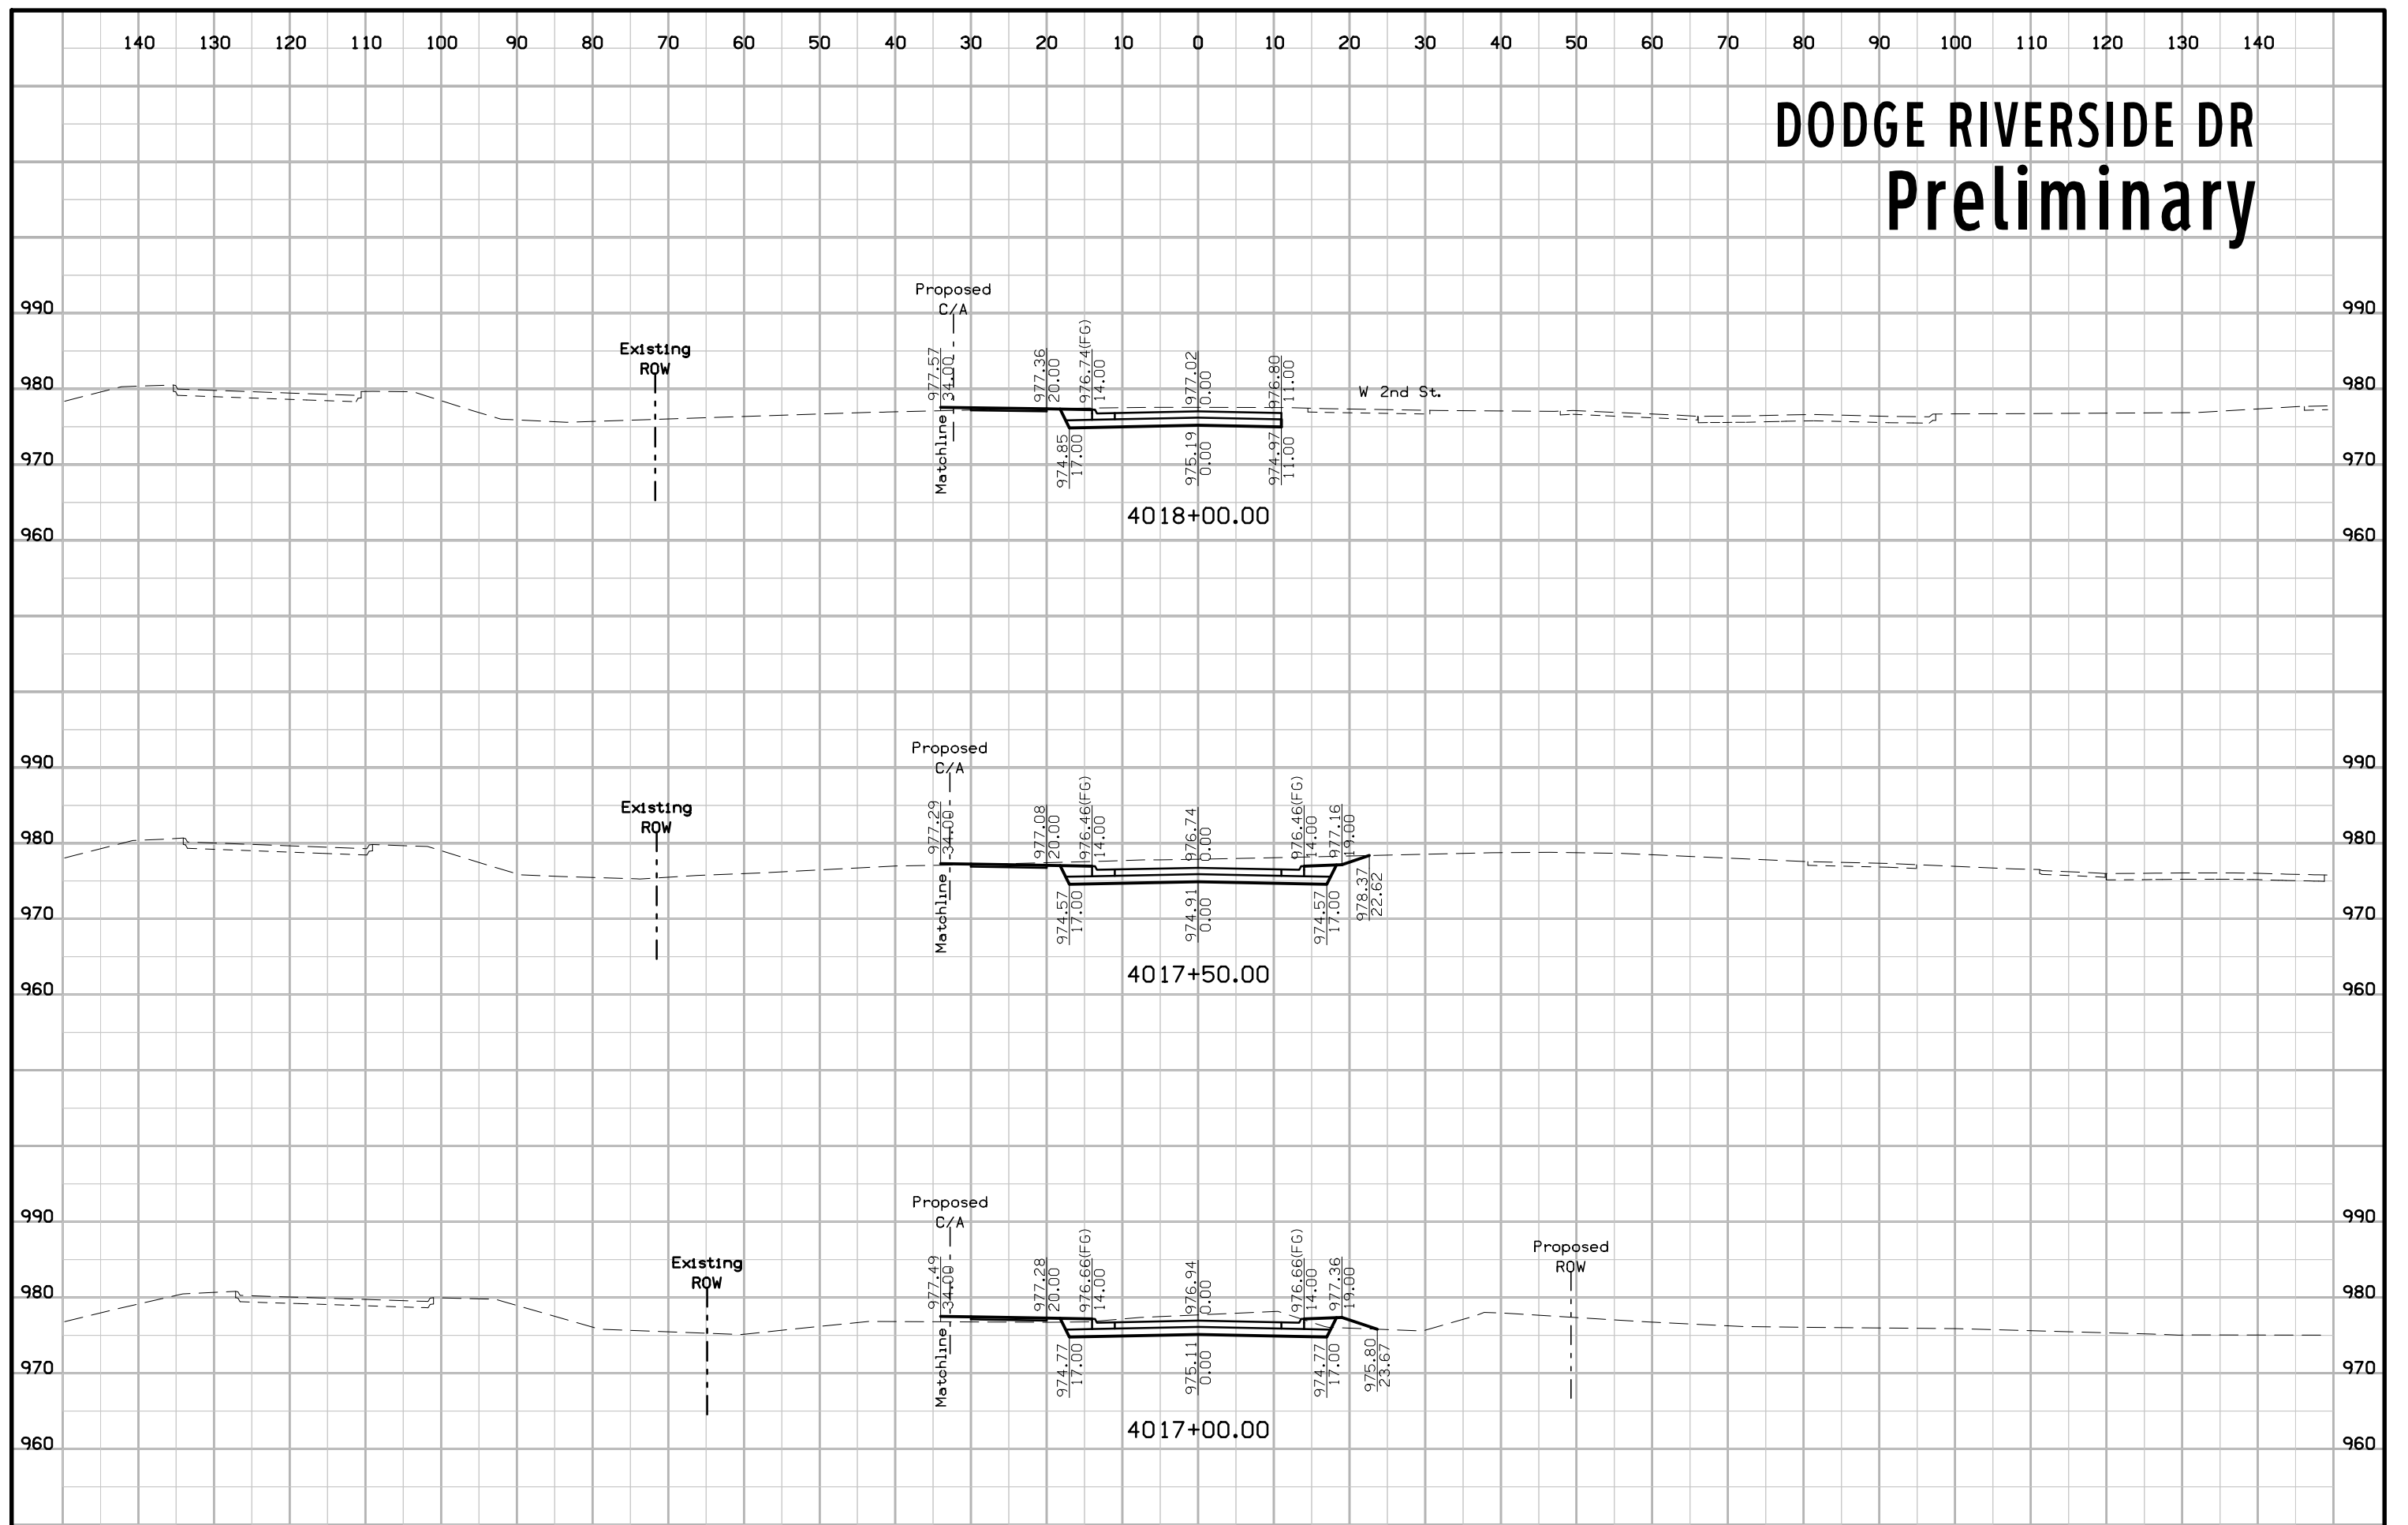 140 130 120 110 100 90 80 70 60 50 40 30 20 10 0 10 20 30 40 50 60 70 80 90 100 110 120 130 140
DODGE RIVERSIDE DR
Preliminary
990 990
980 980
970 970
960 960
Existing
ROW
Proposed
C/A
Matchline
977.57
34.00
977.36
20.00
976.74(FG)
14.00
977.02
0.00
976.80
11.00
W 2nd St.
974.85
17.00
975.19
0.00
974.97
11.00
4018+00.00
990 990
980 980
970 970
960 960
Existing
ROW
Proposed
C/A
Matchline
977.29
34.00
977.08
20.00
976.46(FG)
14.00
976.74
0.00
976.46(FG)
14.00
977.16
19.00
974.57
17.00
974.91
0.00
974.57
17.00
978.37
22.62
4017+50.00
990 990
980 980
970 970
960 960
Existing
ROW
Proposed
C/A
Matchline
977.49
34.00
977.28
20.00
976.66(FG)
14.00
976.94
0.00
976.66(FG)
14.00
977.36
19.00
Proposed
ROW
974.77
17.00
975.11
0.00
974.77
17.00
975.80
23.67
4017+00.00